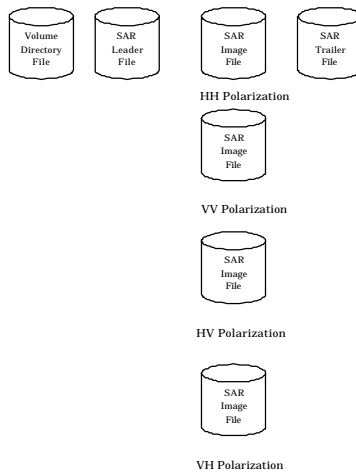 Volume
Directory
File
SAR
Leader
File
SAR
Image
File
SAR
Trailer
File
HH Polarization
SAR
Image
File
VV Polarization
SAR
Image
File
HV Polarization
SAR
Image
File
VH Polarization